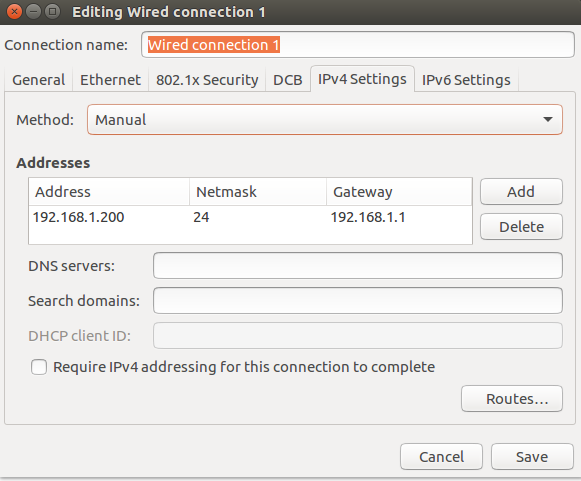 Editing Wired connection 1
Connection name: Wired connection 1
General Ethernet 802.1x Security DCB IPv4 Settings IPv6 Settings
Method: Manual
Addresses
Address Netmask Gateway Add
192.168.1.200 24 192.168.1.1 Delete
DNS servers:
Search domains:
DHCP client ID:
Require IPv4 addressing for this connection to complete
Routes...
Cancel Save